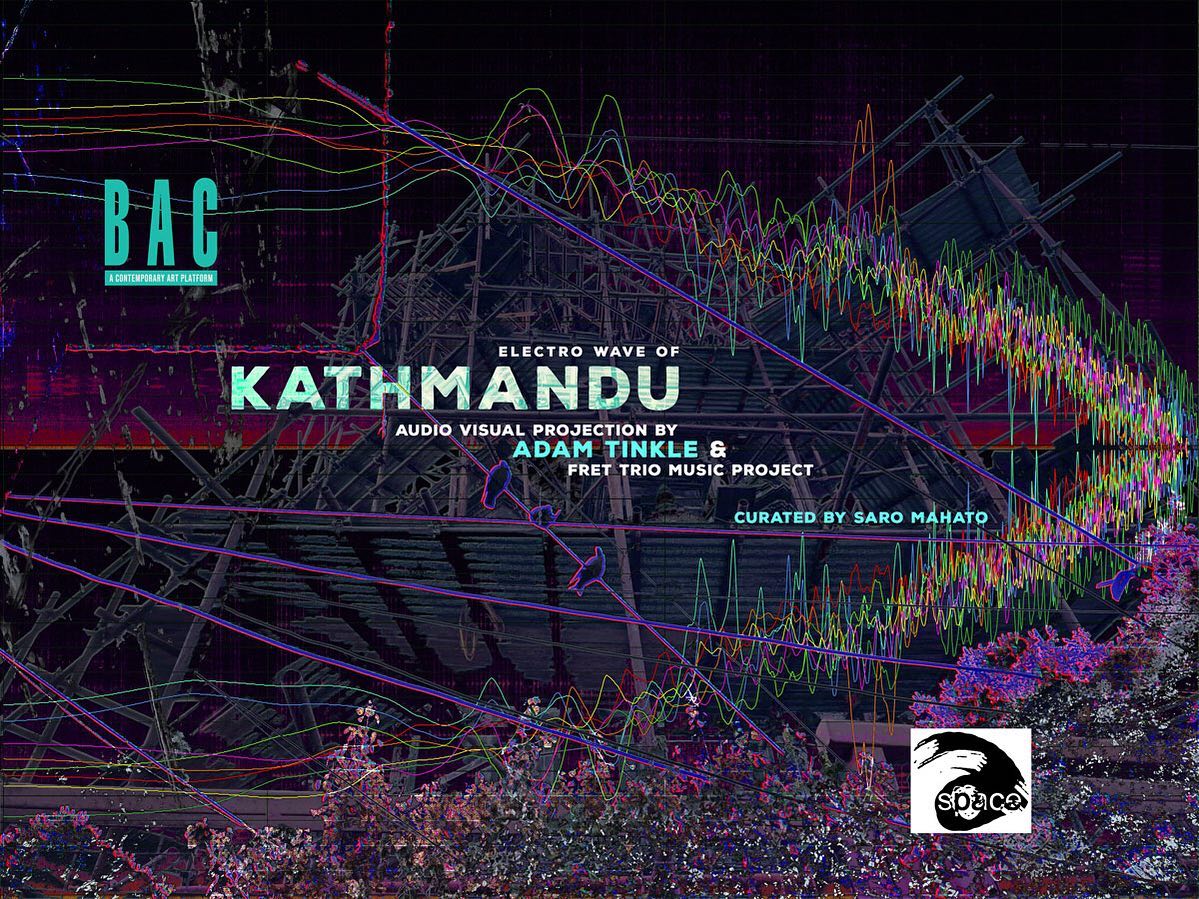 BAC
A CONTEMPORARY ART PLATFORM
ELECTRO WAVE OF
KATHMANDU
AUDIO VISUAL PROJECTION BY
ADAM TINKLE &
FRET TRIO MUSIC PROJECT
CURATED BY SARO MAHATO
space